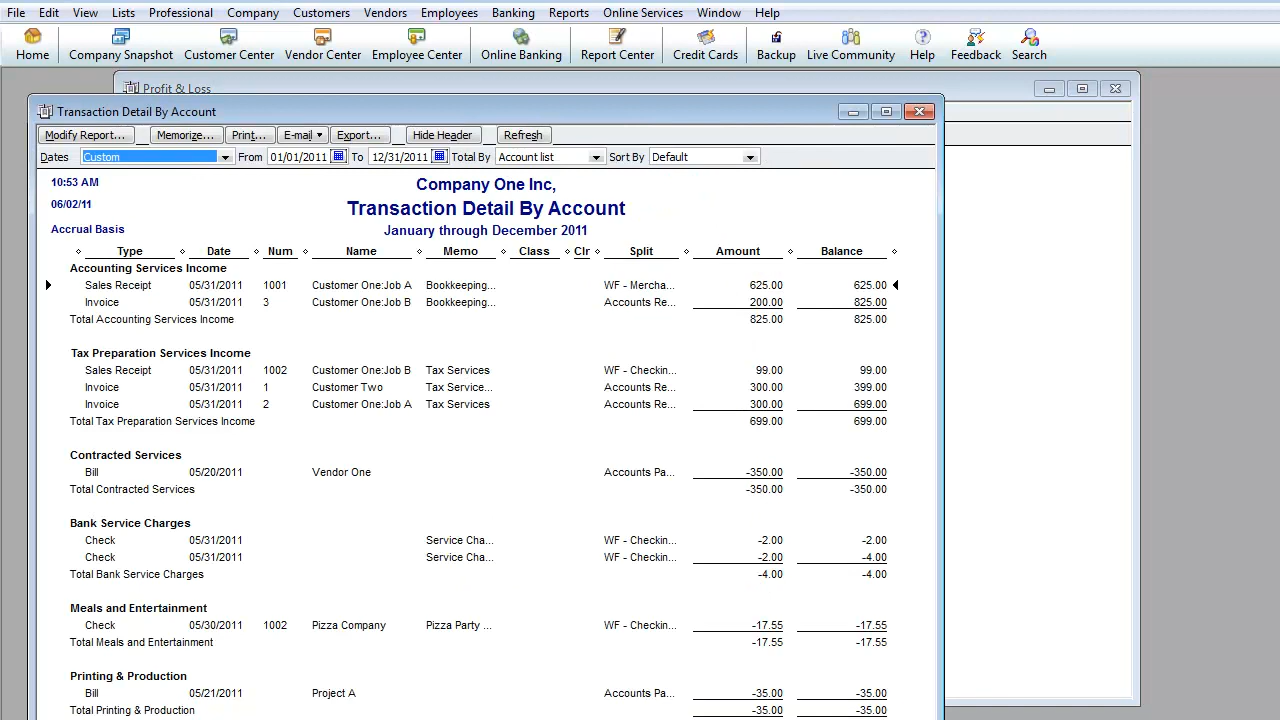 File Edit View Lists Professional Company Customers Vendors Employees Banking Reports Online Services Window Help
Home Company Snapshot Customer Center Vendor Center Employee Center Online Banking Report Center Credit Cards Backup Live Community Help Feedback Search
Profit & Loss
Transaction Detail By Account
Modify Report... Memorize... Print... E-mail Export... Hide Header Refresh
Dates Custom From 01/01/2011 To 12/31/2011 Total By Account list Sort By Default
10:53 AM Company One Inc,
06/02/11 Transaction Detail By Account
Accrual Basis January through December 2011
Type Date Num Name Memo Class Clr Split Amount Balance
Accounting Services Income
Sales Receipt 05/31/2011 1001 Customer One:Job A Bookkeeping... WF - Mercha... 625.00 625.00
Invoice 05/31/2011 3 Customer One:Job B Bookkeeping... Accounts Re... 200.00 825.00
Total Accounting Services Income 825.00 825.00
Tax Preparation Services Income
Sales Receipt 05/31/2011 1002 Customer One:Job B Tax Services WF - Checkin... 99.00 99.00
Invoice 05/31/2011 1 Customer Two Tax Service... Accounts Re... 300.00 399.00
Invoice 05/31/2011 2 Customer One:Job A Tax Services Accounts Re... 300.00 699.00
Total Tax Preparation Services Income 699.00 699.00
Contracted Services
Bill 05/20/2011 Vendor One Accounts Pa... -350.00 -350.00
Total Contracted Services -350.00 -350.00
Bank Service Charges
Check 05/31/2011 Service Cha... WF - Checkin... -2.00 -2.00
Check 05/31/2011 Service Cha... WF - Checkin... -2.00 -4.00
Total Bank Service Charges -4.00 -4.00
Meals and Entertainment
Check 05/30/2011 1002 Pizza Company Pizza Party ... WF - Checkin... -17.55 -17.55
Total Meals and Entertainment -17.55 -17.55
Printing & Production
Bill 05/21/2011 Project A Accounts Pa... -35.00 -35.00
Total Printing & Production -35.00 -35.00